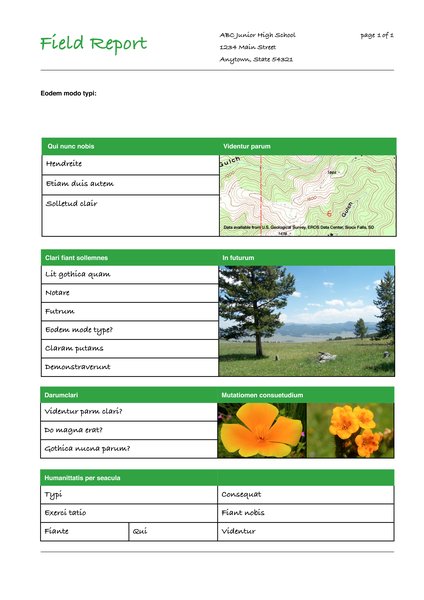 Field Report
ABC Junior High School
page 1 of 1
1234 Main Street
Anytown, State 54321
Eodem modo typi:
Qui nunc nobis
Videntur parum
Hendreite
Etiam duis autem
Solletud clair
Gulch
Gulch
Data available from U.S. Geological Survey, EROS Data Center, Sioux Falls, SD
Clari fiant sollemnes
In futurum
Lit gothica quam
Notare
Futrum
Eodem mode type?
Claram putams
Demonstraverunt
Darumclari
Mutatiomen consuetudium
Videntur parm clari?
Do magna erat?
Gothica nucna parum?
Humanittatis per seacula
Typi
Consequat
Exerci tatio
Fiant nobis
Fiante
Qui
Videntur